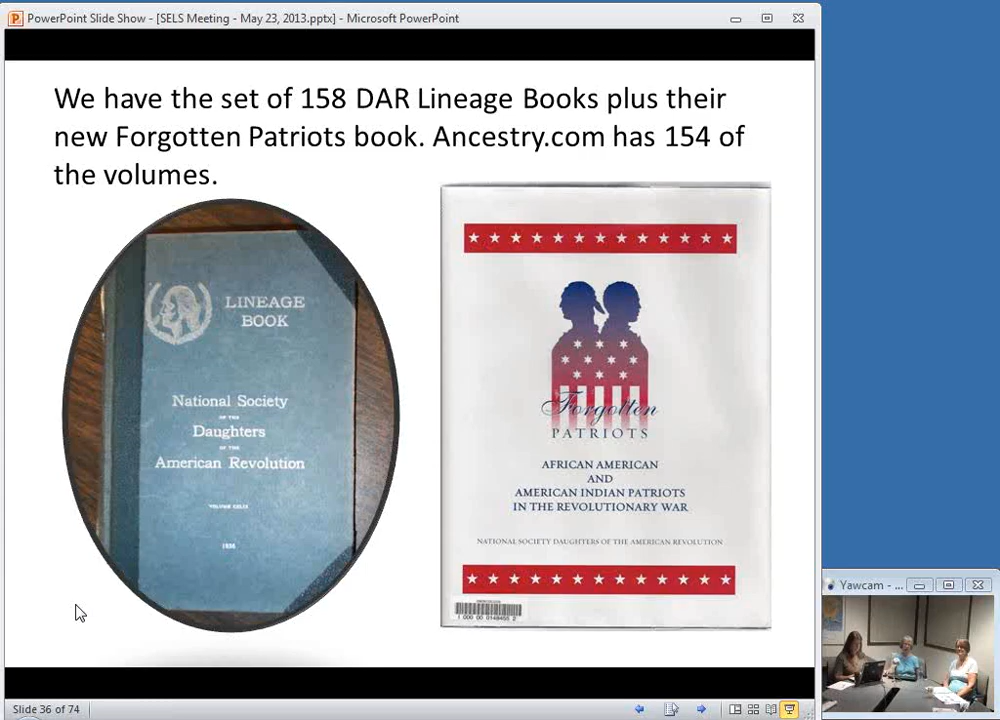 PowerPoint Slide Show - [SELS Meeting - May 23, 2013.pptx] - Microsoft PowerPoint
We have the set of 158 DAR Lineage Books plus their
new Forgotten Patriots book. Ancestry.com has 154 of
the volumes.
LINEAGE
BOOK
National Society
OF THE
Daughters
OF THE
American Revolution
Forgotten
PATRIOTS
AFRICAN AMERICAN
AND
AMERICAN INDIAN PATRIOTS
IN THE REVOLUTIONARY WAR
NATIONAL SOCIETY DAUGHTERS OF THE AMERICAN REVOLUTION
Yawcam - ...
Slide 36 of 74